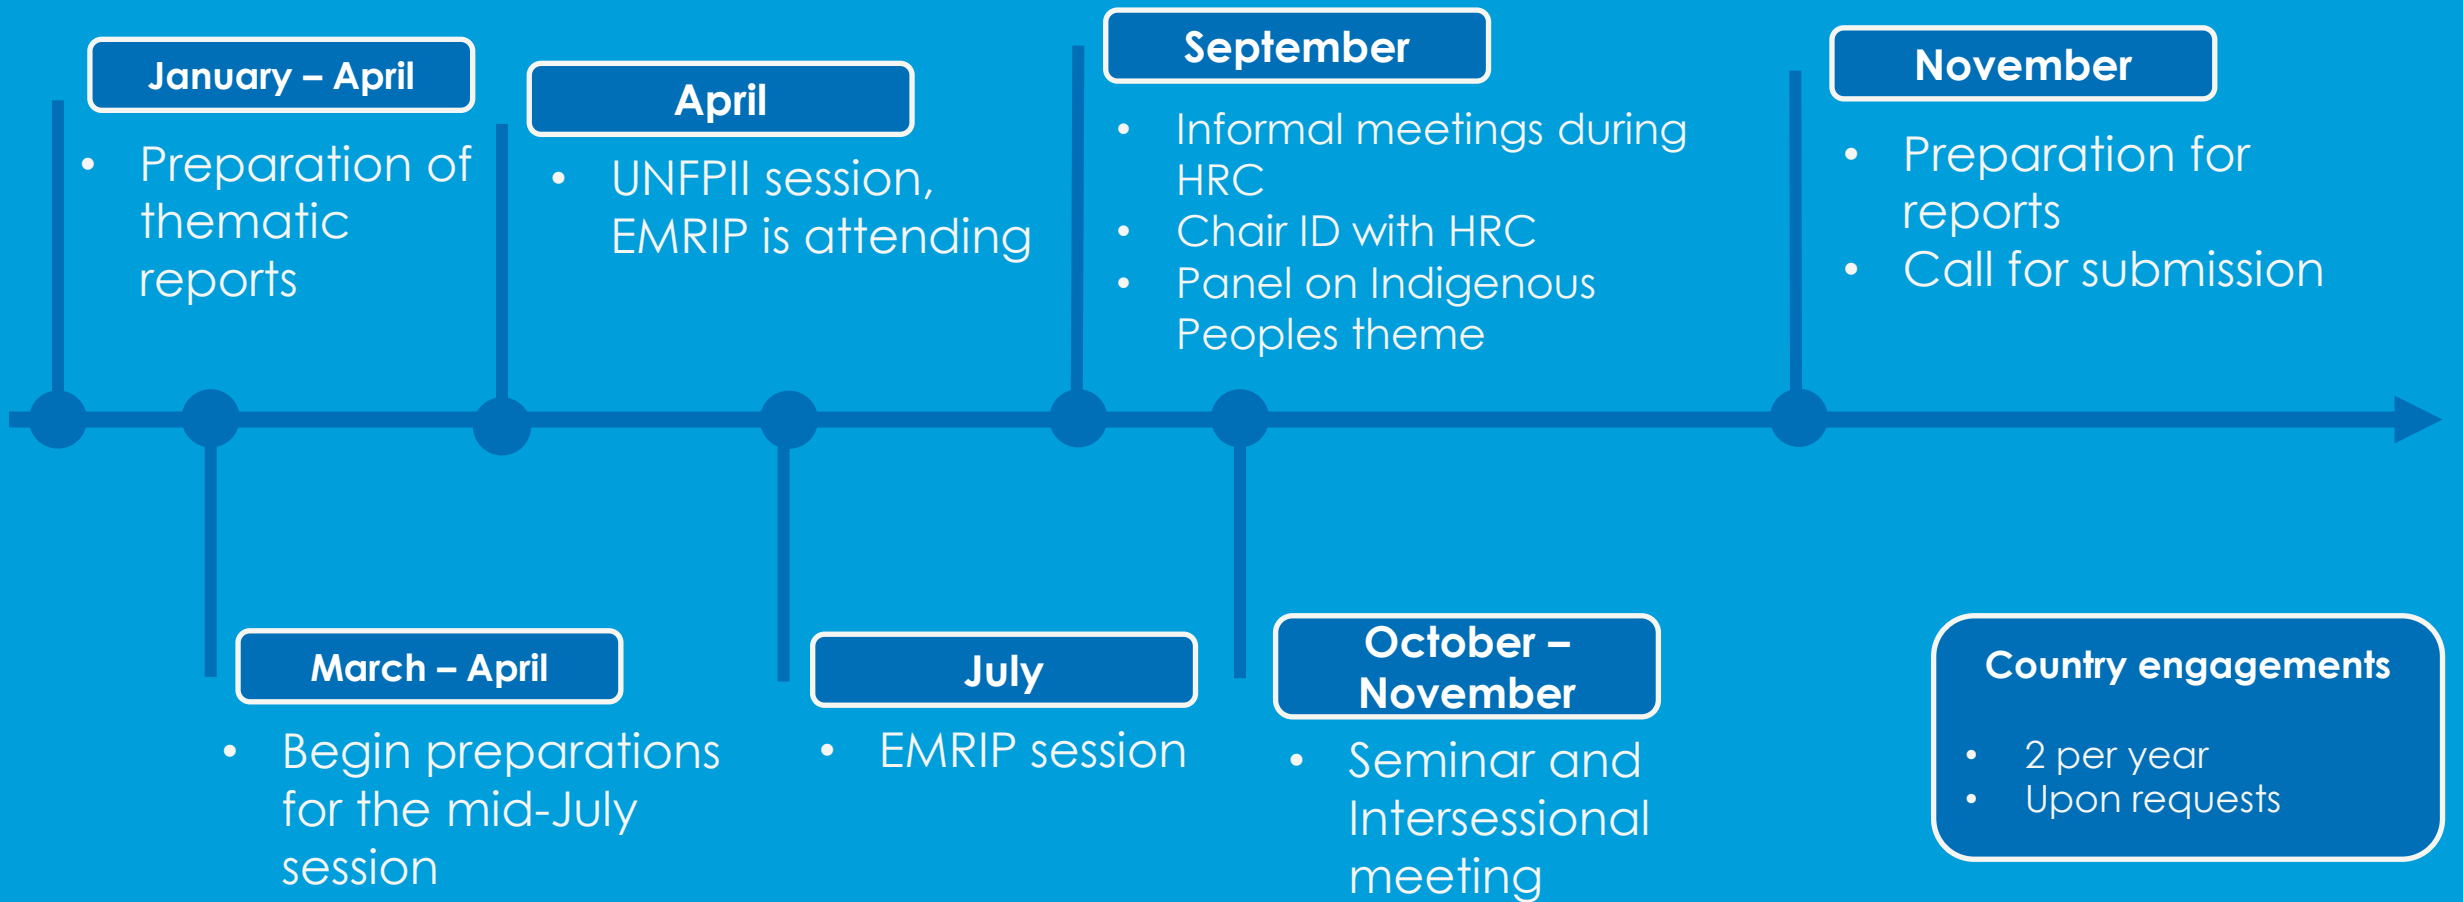 January – April
• Preparation of
thematic
reports
April
• UNFPII session,
EMRIP is attending
September
• Informal meetings during
HRC
• Chair ID with HRC
• Panel on Indigenous
Peoples theme
November
• Preparation for
reports
• Call for submission
March – April
• Begin preparations
for the mid-July
session
July
• EMRIP session
October –
November
• Seminar and
Intersessional
meeting
Country engagements
• 2 per year
• Upon requests